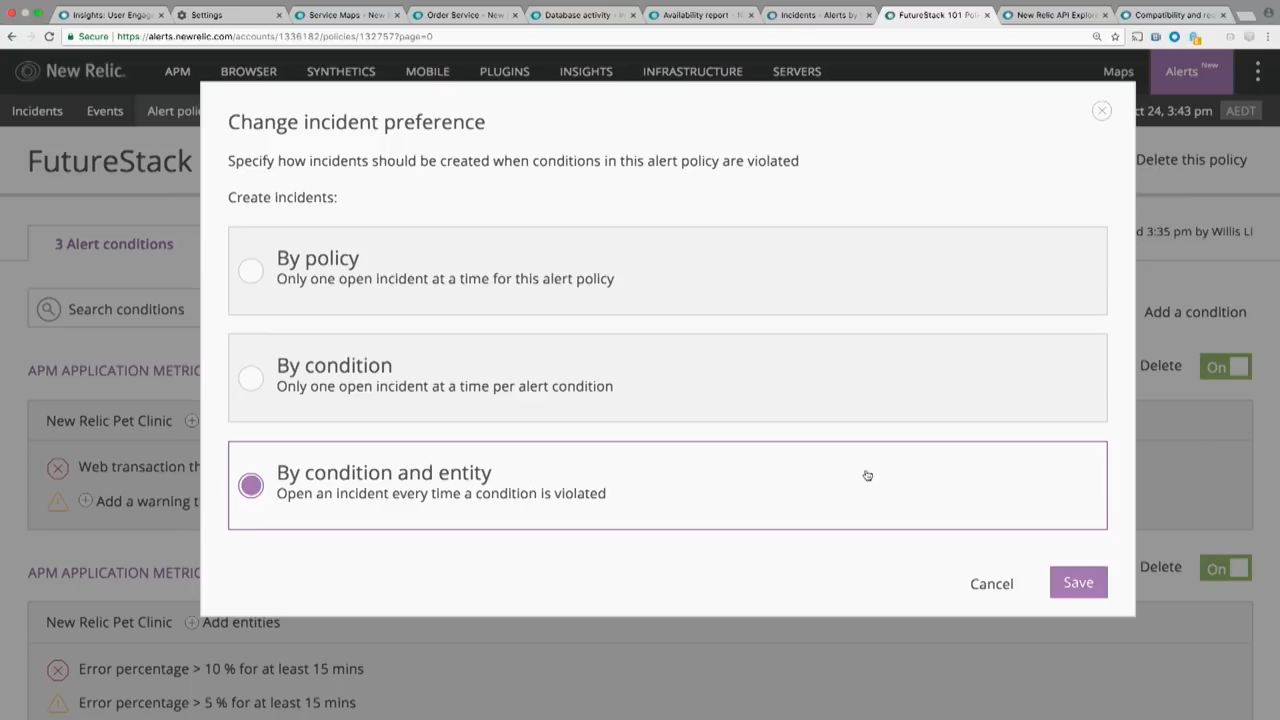 Insights: User Engag
Settings
Service Maps - New
Order Service - New
Database activity - In
Availability report - N
Incidents - Alerts by
FutureStack 101 Poli
New Relic API Explore
Compatibility and re
Secure https://alerts.newrelic.com/accounts/1336182/policies/132757?page=0
New Relic. APM BROWSER SYNTHETICS MOBILE PLUGINS INSIGHTS INFRASTRUCTURE SERVERS Maps Alerts New
Incidents Events Alert poli ct 24, 3:43 pm AEDT
FutureStack
Delete this policy
3 Alert conditions
d 3:35 pm by Willis Li
Search conditions
Add a condition
APM APPLICATION METRIC
Delete On
New Relic Pet Clinic
Web transaction th
Add a warning t
APM APPLICATION METRIC
Delete On
New Relic Pet Clinic Add entities
Error percentage > 10 % for at least 15 mins
Error percentage > 5 % for at least 15 mins
Change incident preference
Specify how incidents should be created when conditions in this alert policy are violated
Create incidents:
By policy
Only one open incident at a time for this alert policy
By condition
Only one open incident at a time per alert condition
By condition and entity
Open an incident every time a condition is violated
Cancel Save